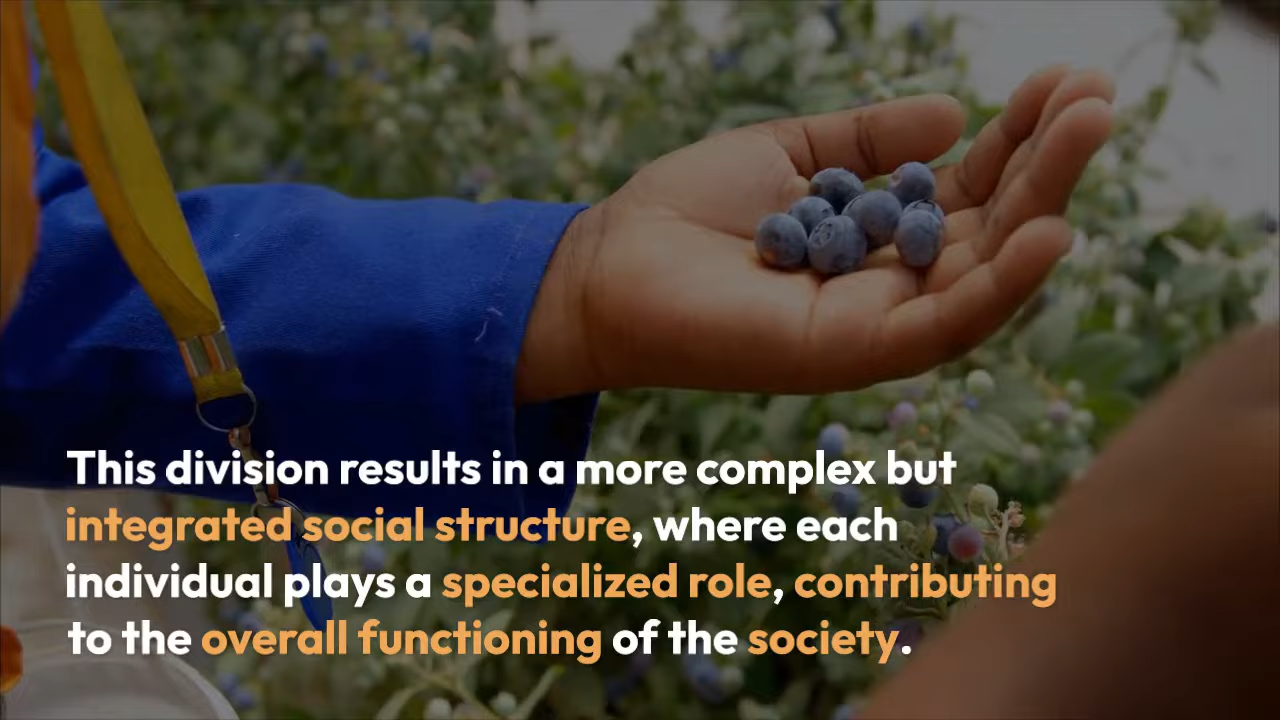 This division results in a more complex but
integrated social structure, where each
individual plays a specialized role, contributing
to the overall functioning of the society.